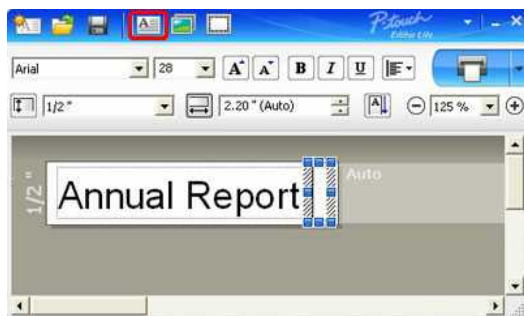 P-touch
Editor Lite
Arial 28 A A B I U
1/2" 2.20" (Auto) A 125 %
1/2"
Annual Report
Auto